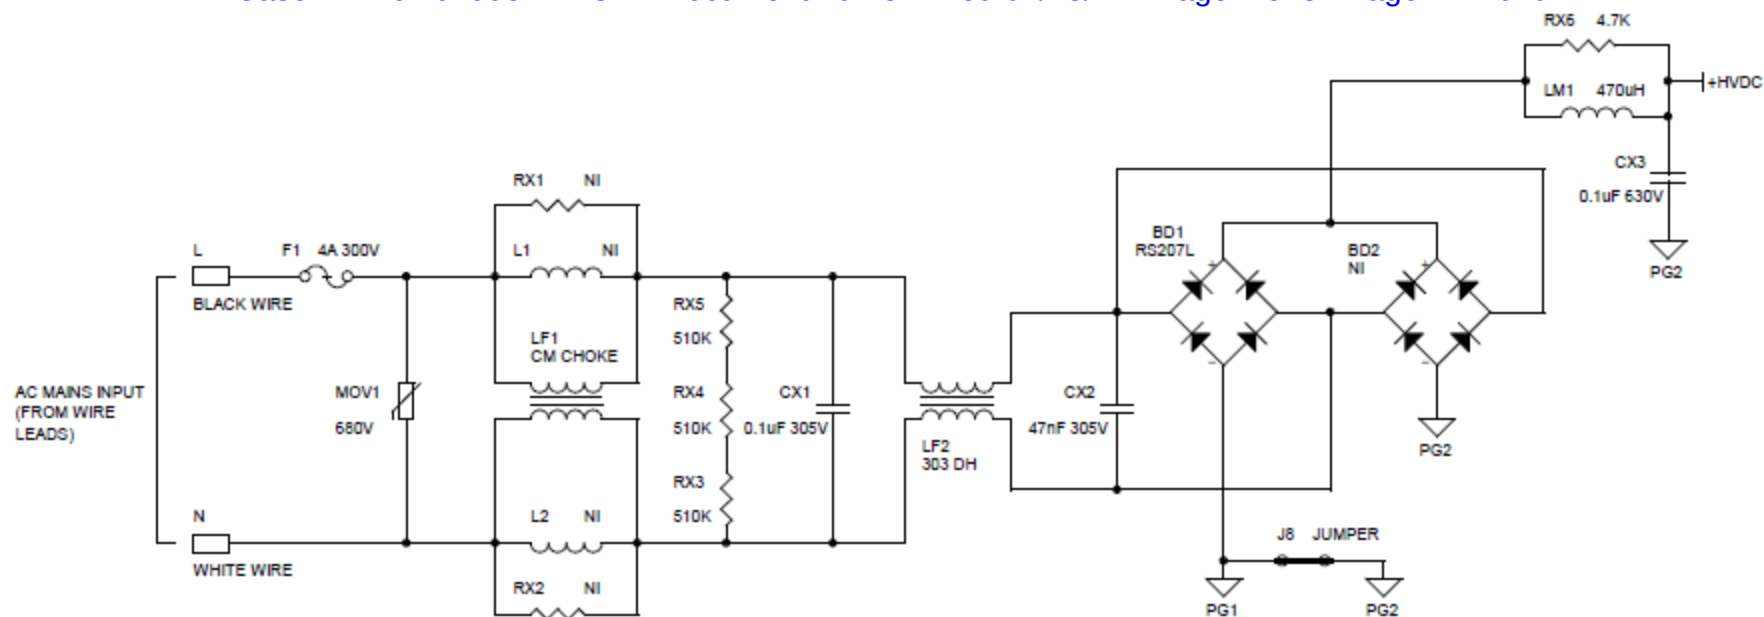 RX6 4.7K
LM1 470uH
+HVDC
CX3
0.1uF 630V
PG2
RX1 NI
L
F1 4A 300V
L1 NI
BLACK WIRE
BD1
RS207L
+
-
BD2
NI
+
-
PG2
RX5
510K
LF1
CM CHOKE
AC MAINS INPUT
(FROM WIRE
LEADS)
MOV1
680V
RX4
510K
CX1
0.1uF 305V
CX2
47nF 305V
LF2
303 DH
RX3
510K
N
L2 NI
WHITE WIRE
RX2 NI
J8 JUMPER
PG1
PG2